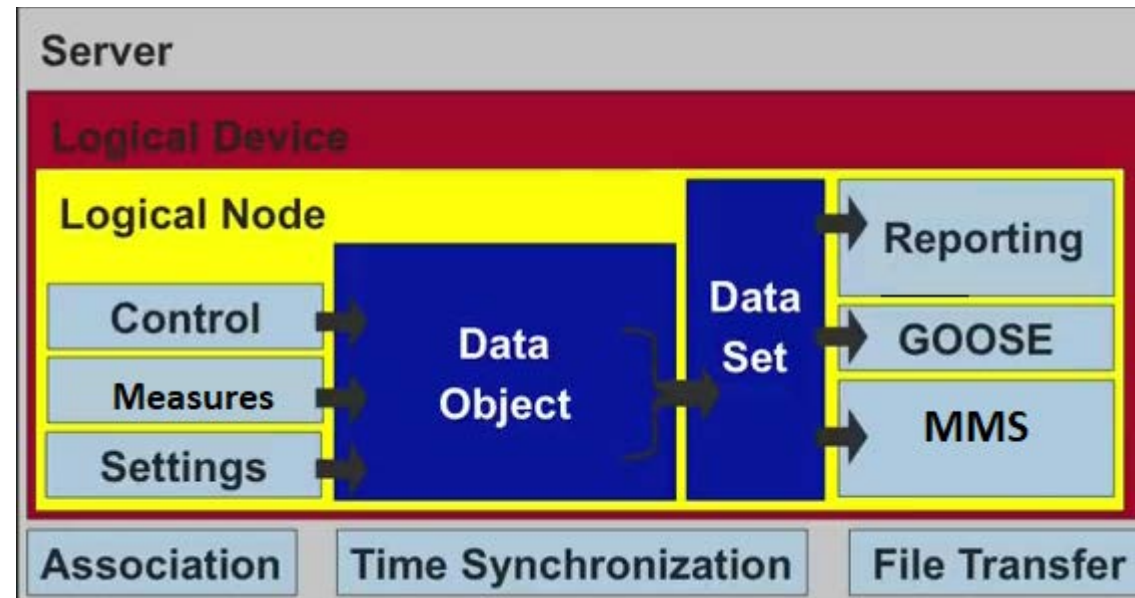 Server
Logical Device
Logical Node
Control
Measures
Settings
Data
Object
Data
Set
Reporting
GOOSE
MMS
Association
Time Synchronization
File Transfer